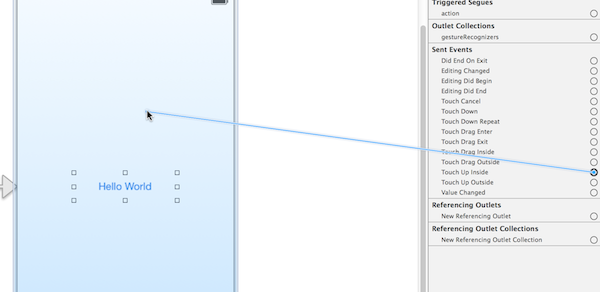 Hello World
Triggered Segues
action
Outlet Collections
gestureRecognizers
Sent Events
Did End On Exit
Editing Changed
Editing Did Begin
Editing Did End
Touch Cancel
Touch Down
Touch Down Repeat
Touch Drag Enter
Touch Drag Exit
Touch Drag Inside
Touch Drag Outside
Touch Up Inside
Touch Up Outside
Value Changed
Referencing Outlets
New Referencing Outlet
Referencing Outlet Collections
New Referencing Outlet Collection